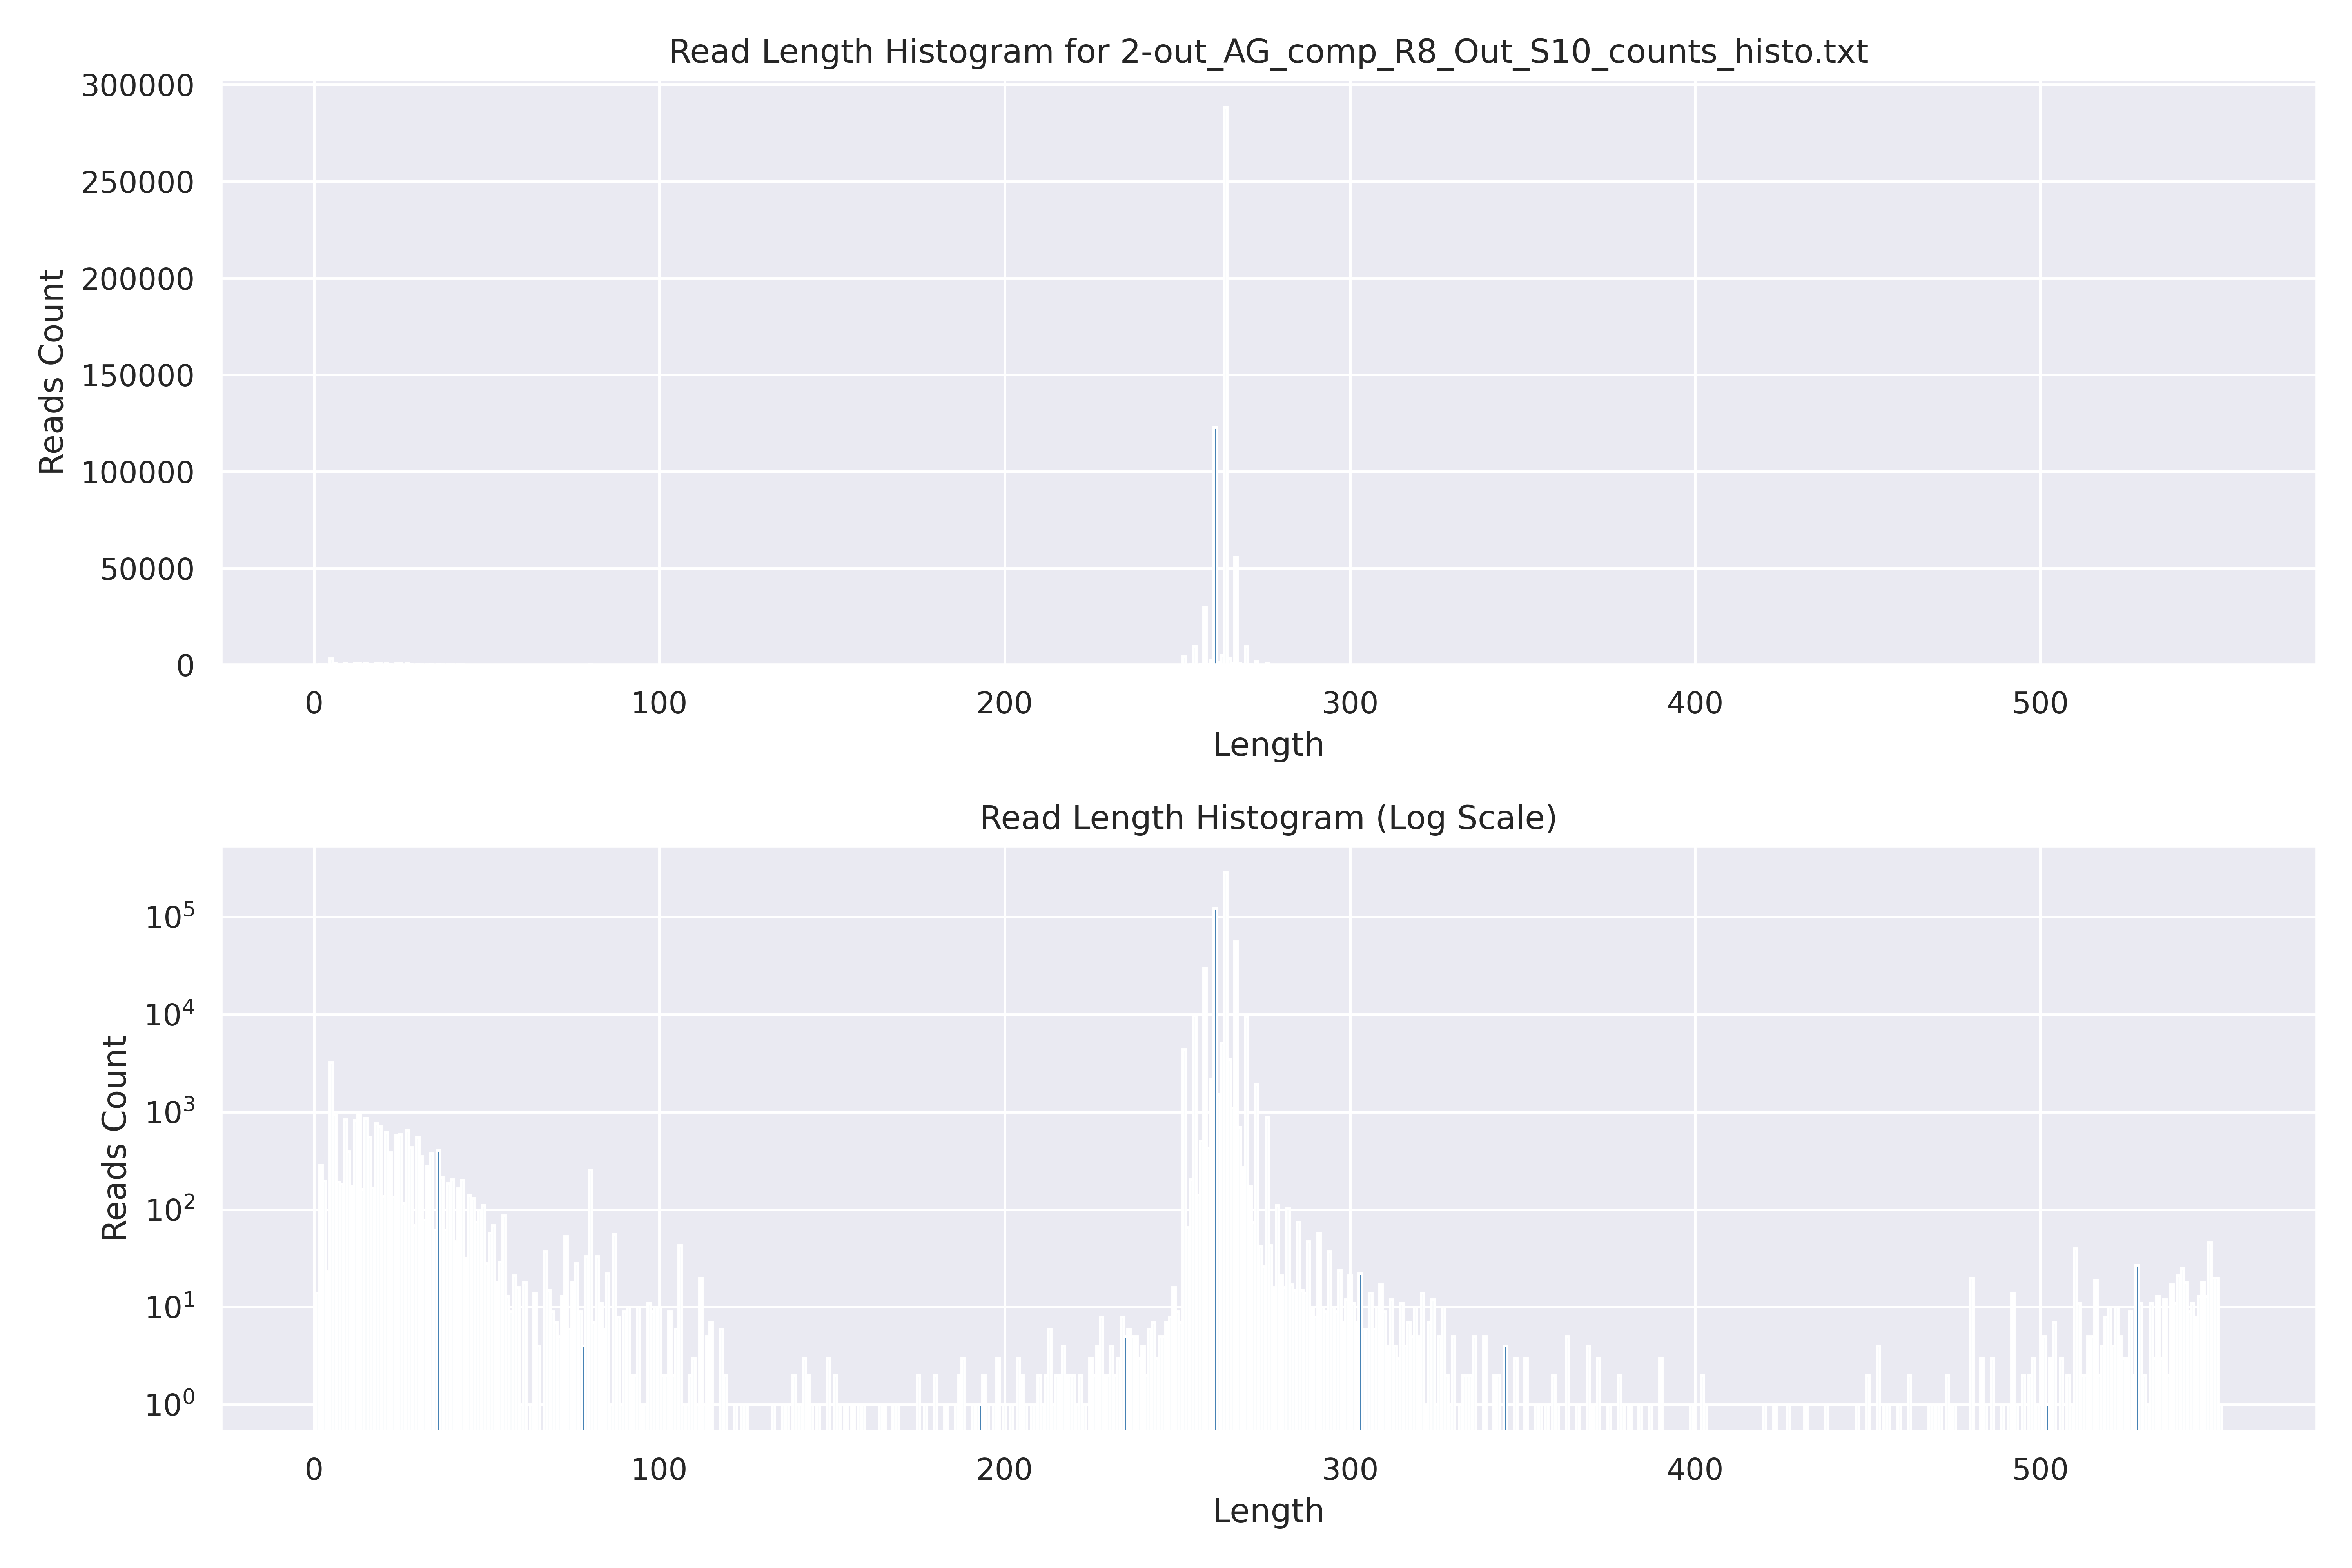 Read Length Histogram for 2-out_AG_comp_R8_Out_S10_counts_histo.txt
300000
250000
200000
150000
100000
50000
0
Reads Count
0 100 200 300 400 500
Length
Read Length Histogram (Log Scale)
10⁵
10⁴
10³
10²
10¹
10⁰
Reads Count
0 100 200 300 400 500
Length